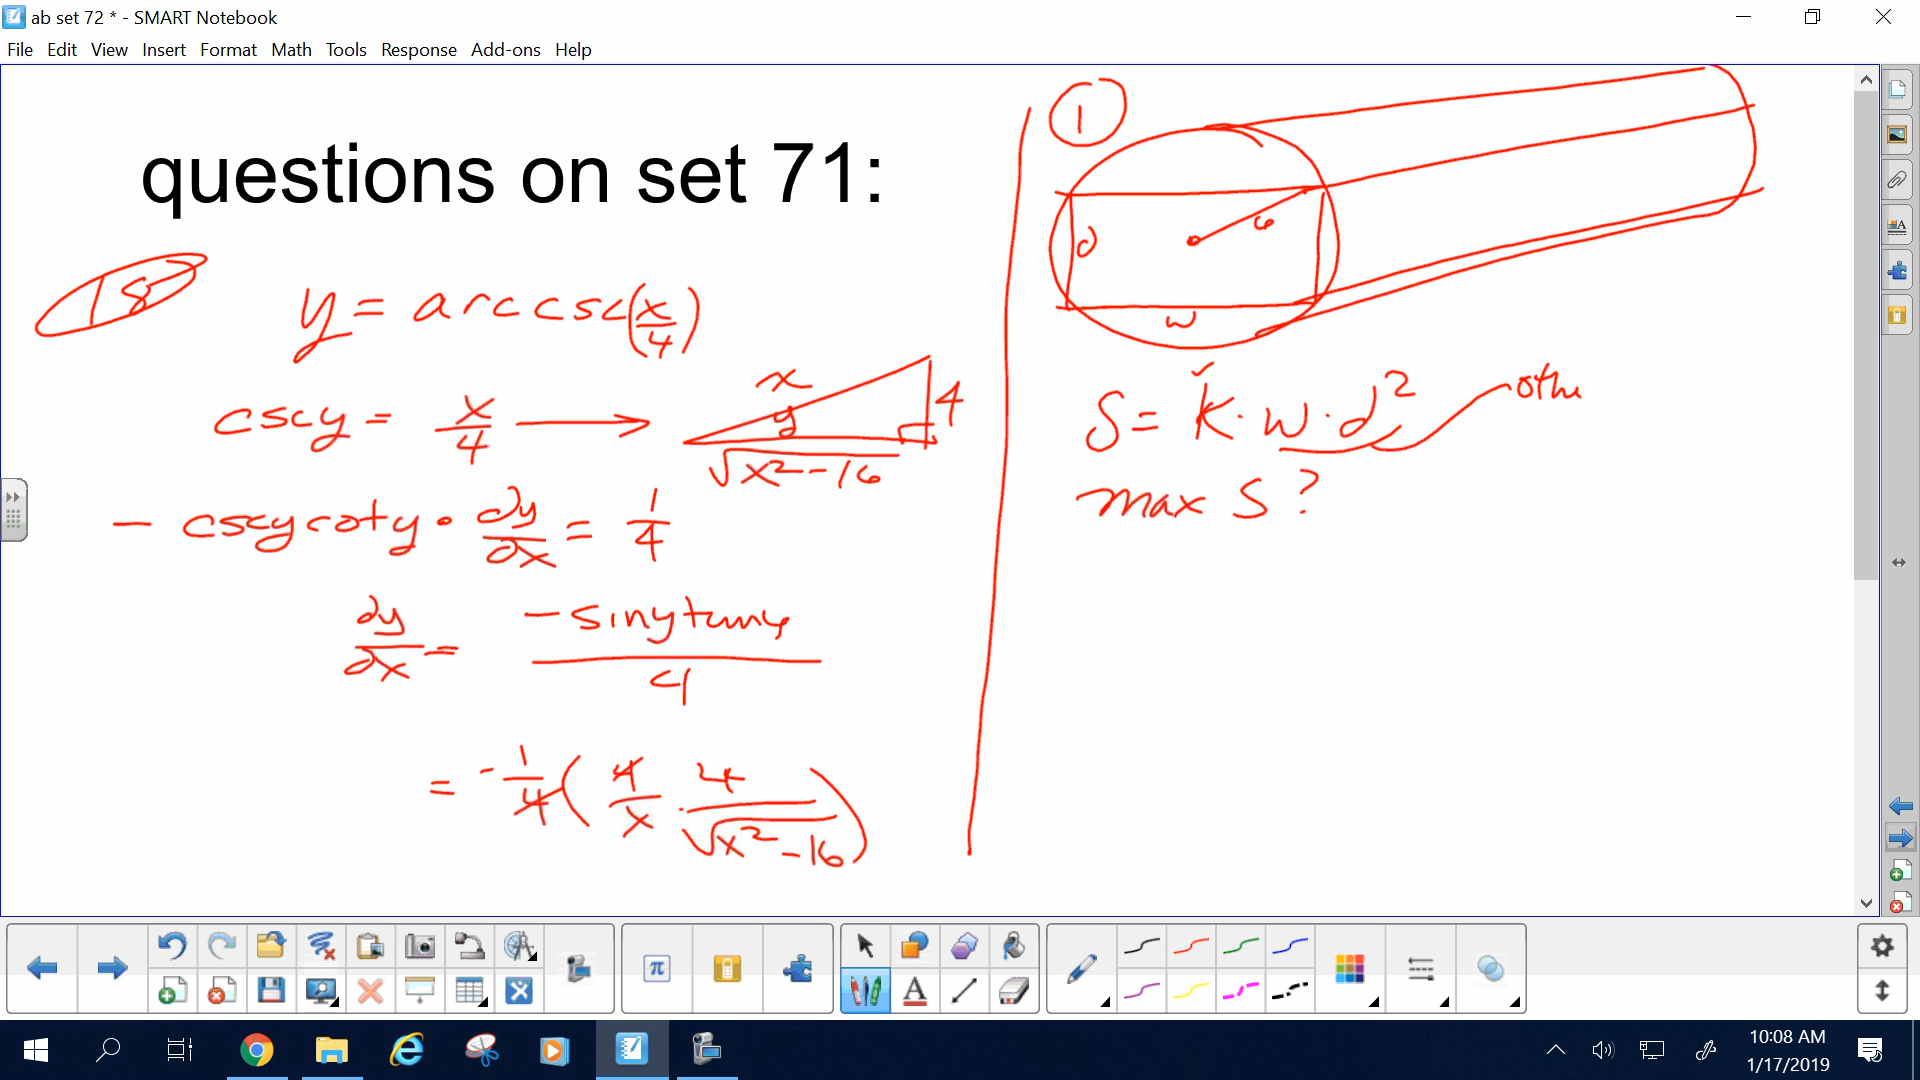 ab set 72 * - SMART Notebook
File Edit View Insert Format Math Tools Response Add-ons Help
questions on set 71:
18
y = arccsc(x/4)
csc y = x/4 → x y 4 √x²-16
- csc y cot y · dy/dx = 1/4
dy/dx = -sin y tan y / 4
= -1/4 ( 4/x · 4/√x²-16 )
1
6
d
w
S = K · w · d²
max S ?
π
A
10:08 AM
1/17/2019